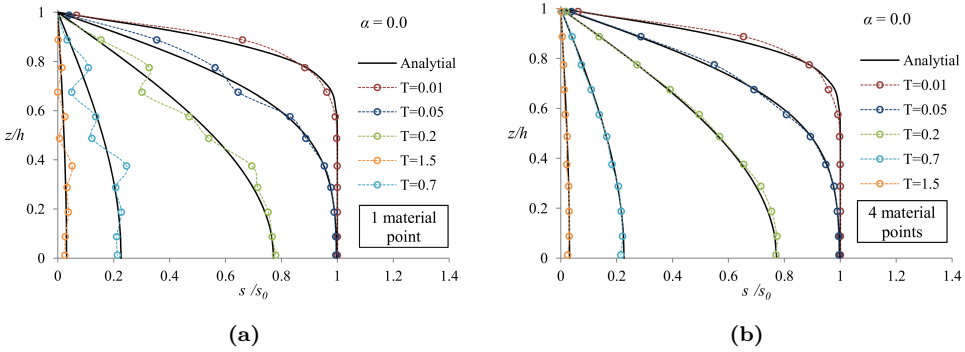 1
0.8
0.6
z/h
0.4
0.2
0
0 0.2 0.4 0.6 0.8 1 1.2 1.4
s /s0
α = 0.0
Analytial
T=0.01
T=0.05
T=0.2
T=1.5
T=0.7
1 material
point
(a)
1
0.8
0.6
z/h
0.4
0.2
0
0 0.2 0.4 0.6 0.8 1 1.2 1.4
s /s0
α = 0.0
Analytial
T=0.01
T=0.05
T=0.2
T=0.7
T=1.5
4 material
points
(b)